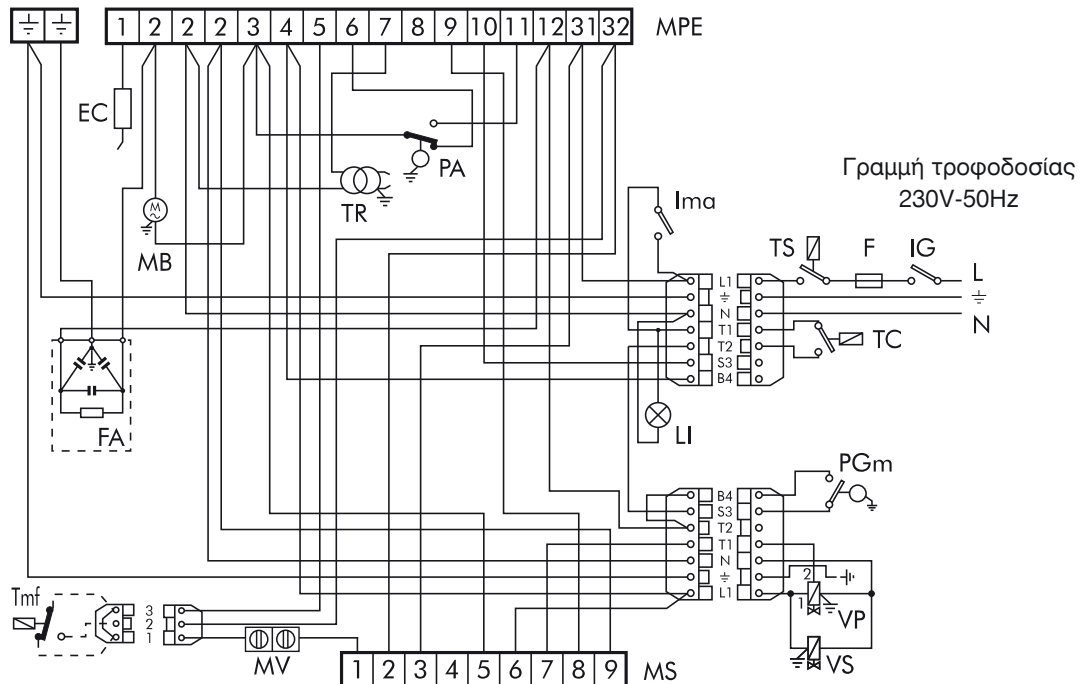 1 2 2 2 3 4 5 6 7 8 9 10 11 12 31 32 MPE
EC
PA
TR
MB
Γραμμή τροφοδοσίας
230V-50Hz
Ima
TS F IG
L
N
L1
N
T1
T2
S3
B4
TC
LI
FA
M
PGm
B4
S3
T2
T1
N
L1
2
1
VP
VS
Tmf
3
2
1
MV
1 2 3 4 5 6 7 8 9 MS